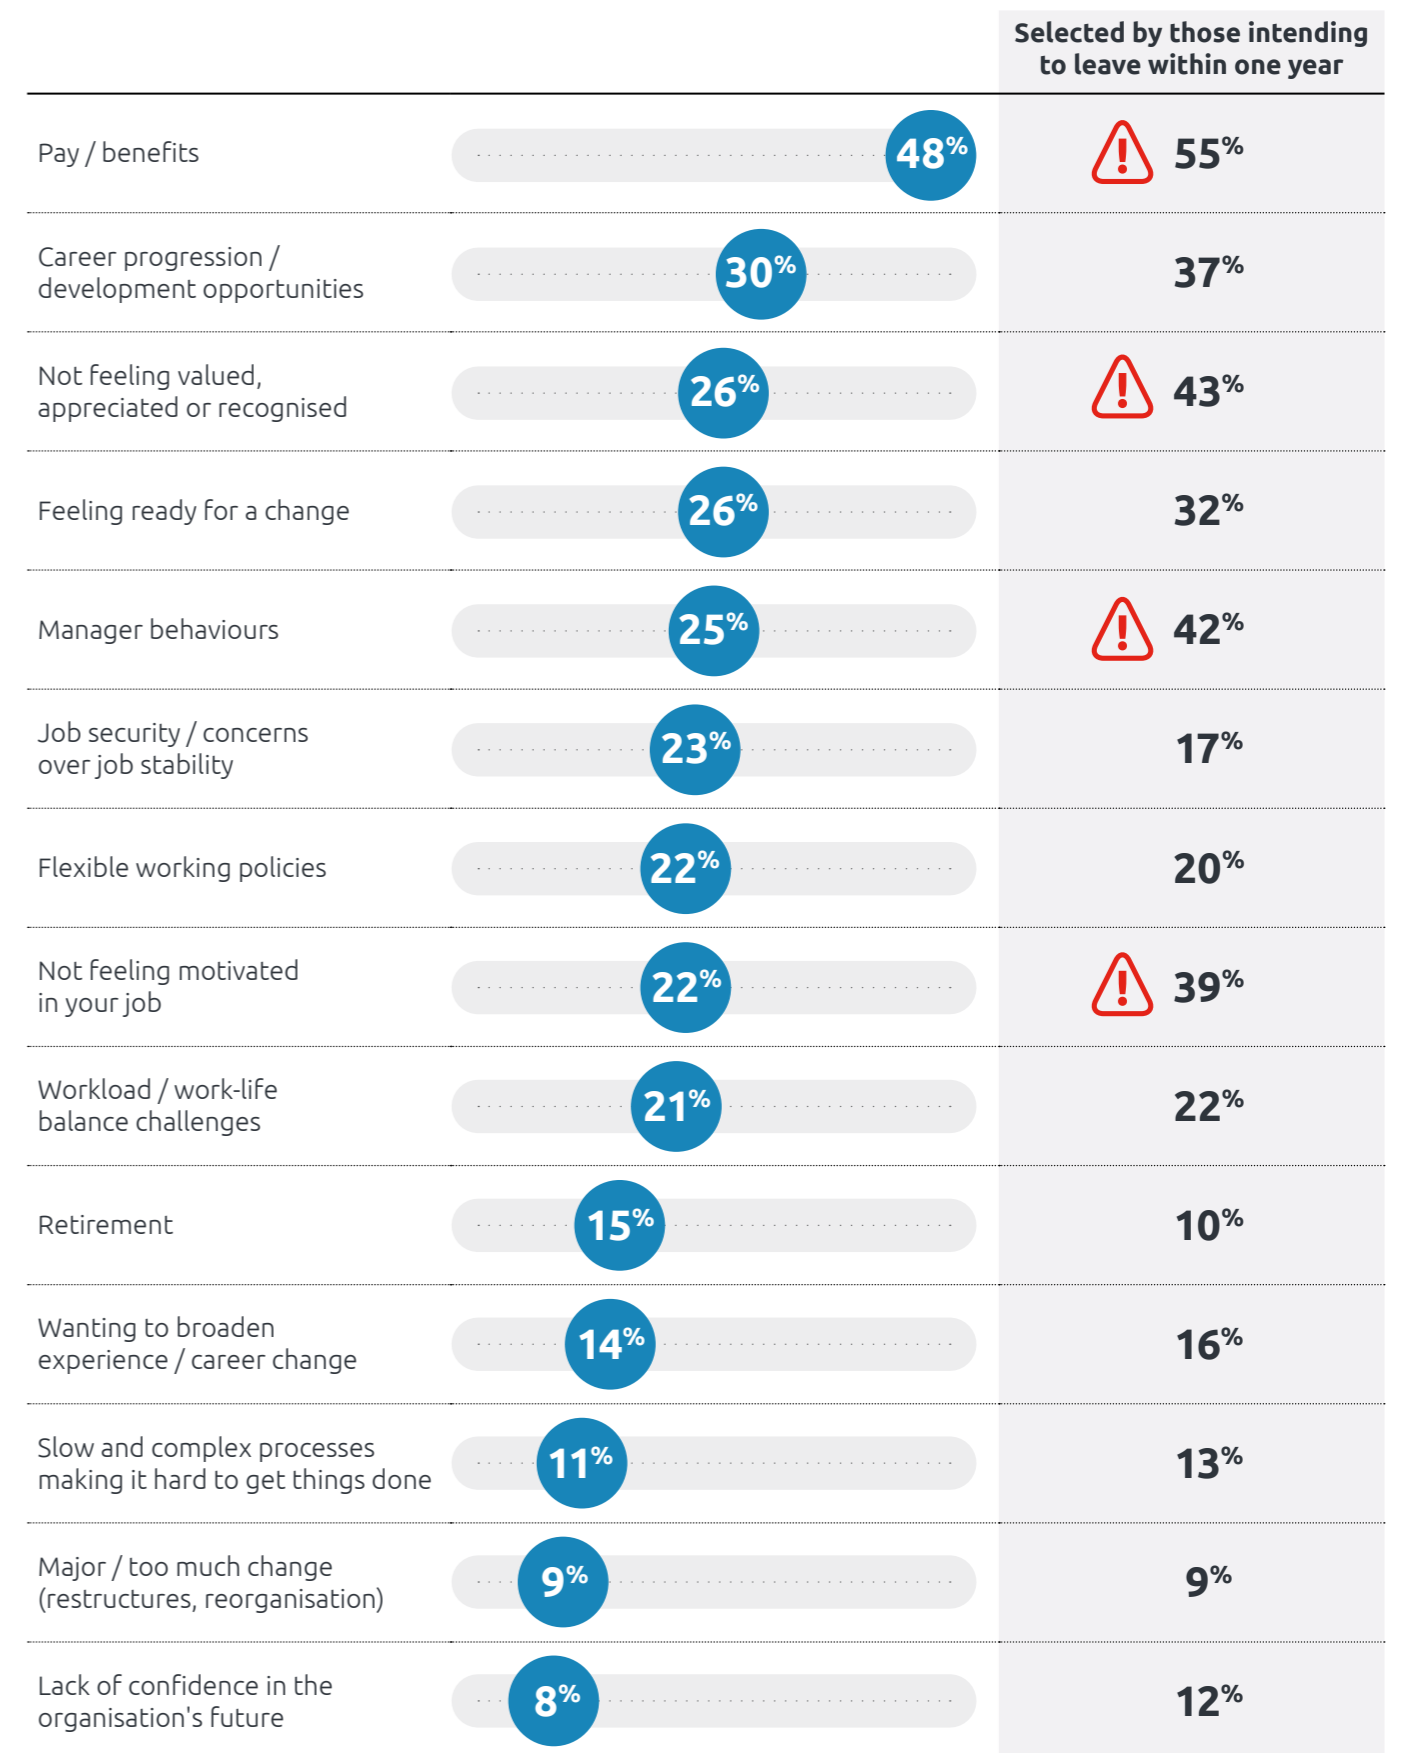 Selected by those intending
to leave within one year
Pay / benefits
48%
55%
Career progression /
development opportunities
30%
37%
Not feeling valued,
appreciated or recognised
26%
43%
Feeling ready for a change
26%
32%
Manager behaviours
25%
42%
Job security / concerns
over job stability
23%
17%
Flexible working policies
22%
20%
Not feeling motivated
in your job
22%
39%
Workload / work-life
balance challenges
21%
22%
Retirement
15%
10%
Wanting to broaden
experience / career change
14%
16%
Slow and complex processes
making it hard to get things done
11%
13%
Major / too much change
(restructures, reorganisation)
9%
9%
Lack of confidence in the
organisation's future
8%
12%